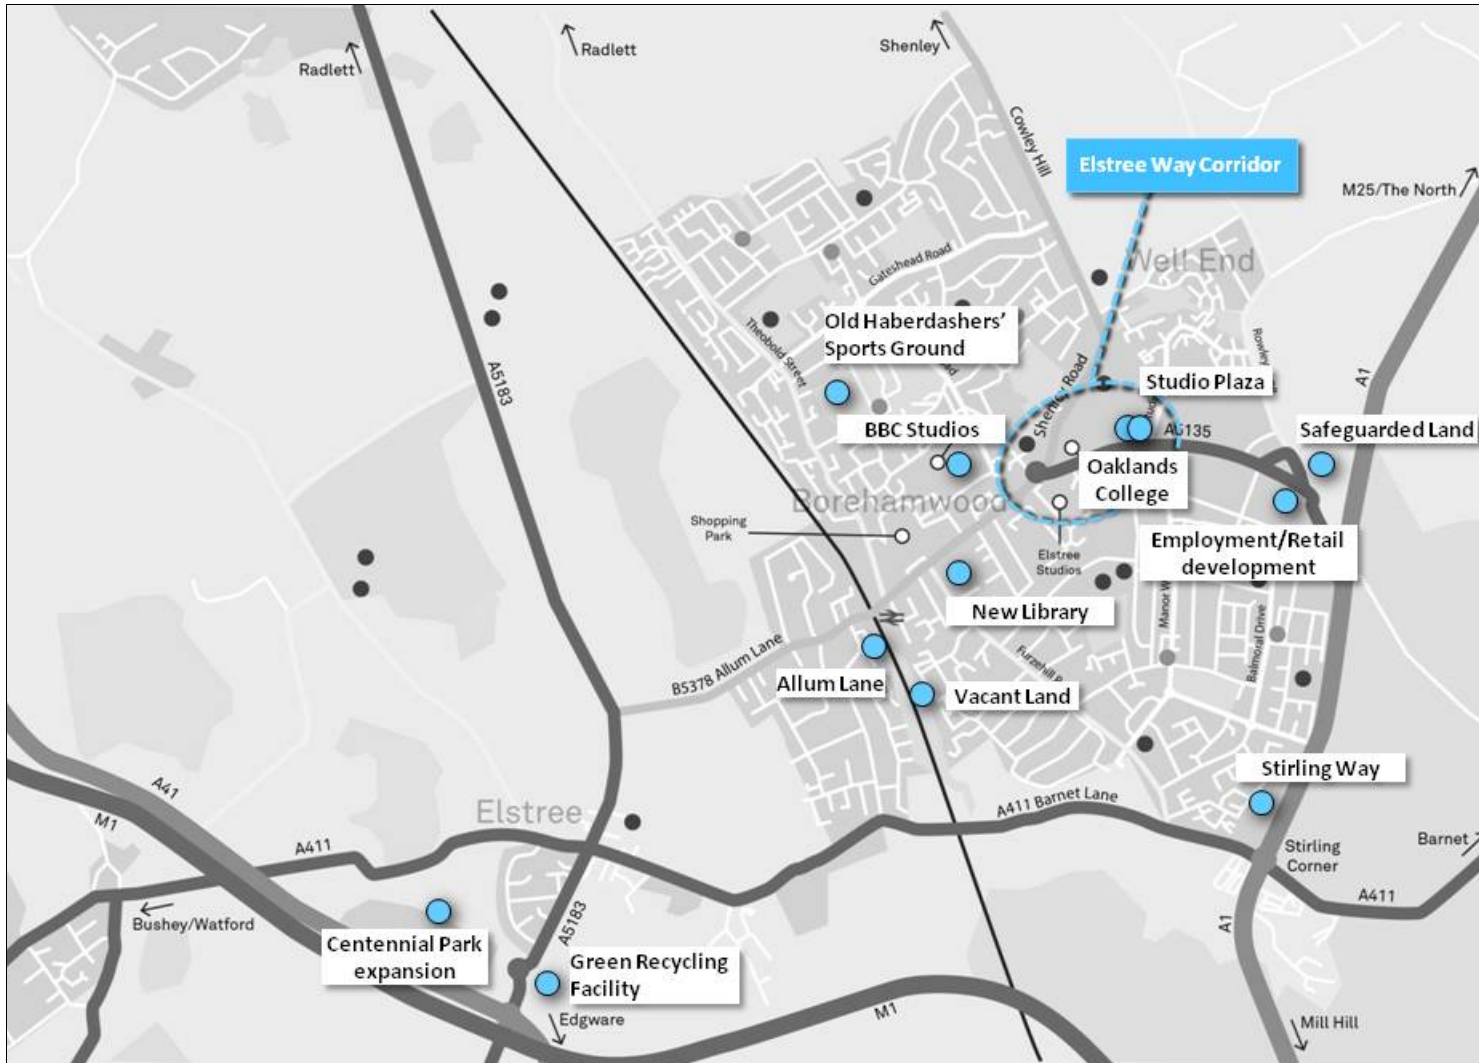 Radlett
Radlett
Shenley
Cowley Hill
Elstree Way Corridor
M25/The North
Well End
Gateshead Road
Old Haberdashers'
Sports Ground
Theobold Street
Shenley Road
Studio Plaza
Rowley
A1
A5183
BBC Studios
A5135
Safeguarded Land
Oaklands
College
Borehamwood
Shopping
Park
Elstree
Studios
Employment/Retail
development
New Library
Manor
Balmoral Drive
B5378 Allum Lane
Allum Lane
Furzehill
Vacant Land
Stirling Way
A41
M1
Elstree
A411 Barnet Lane
A411
Stirling
Corner
Barnet
A411
Bushey/Watford
A5183
A1
Centennial Park
expansion
Green Recycling
Facility
Edgware
M1
Mill Hill